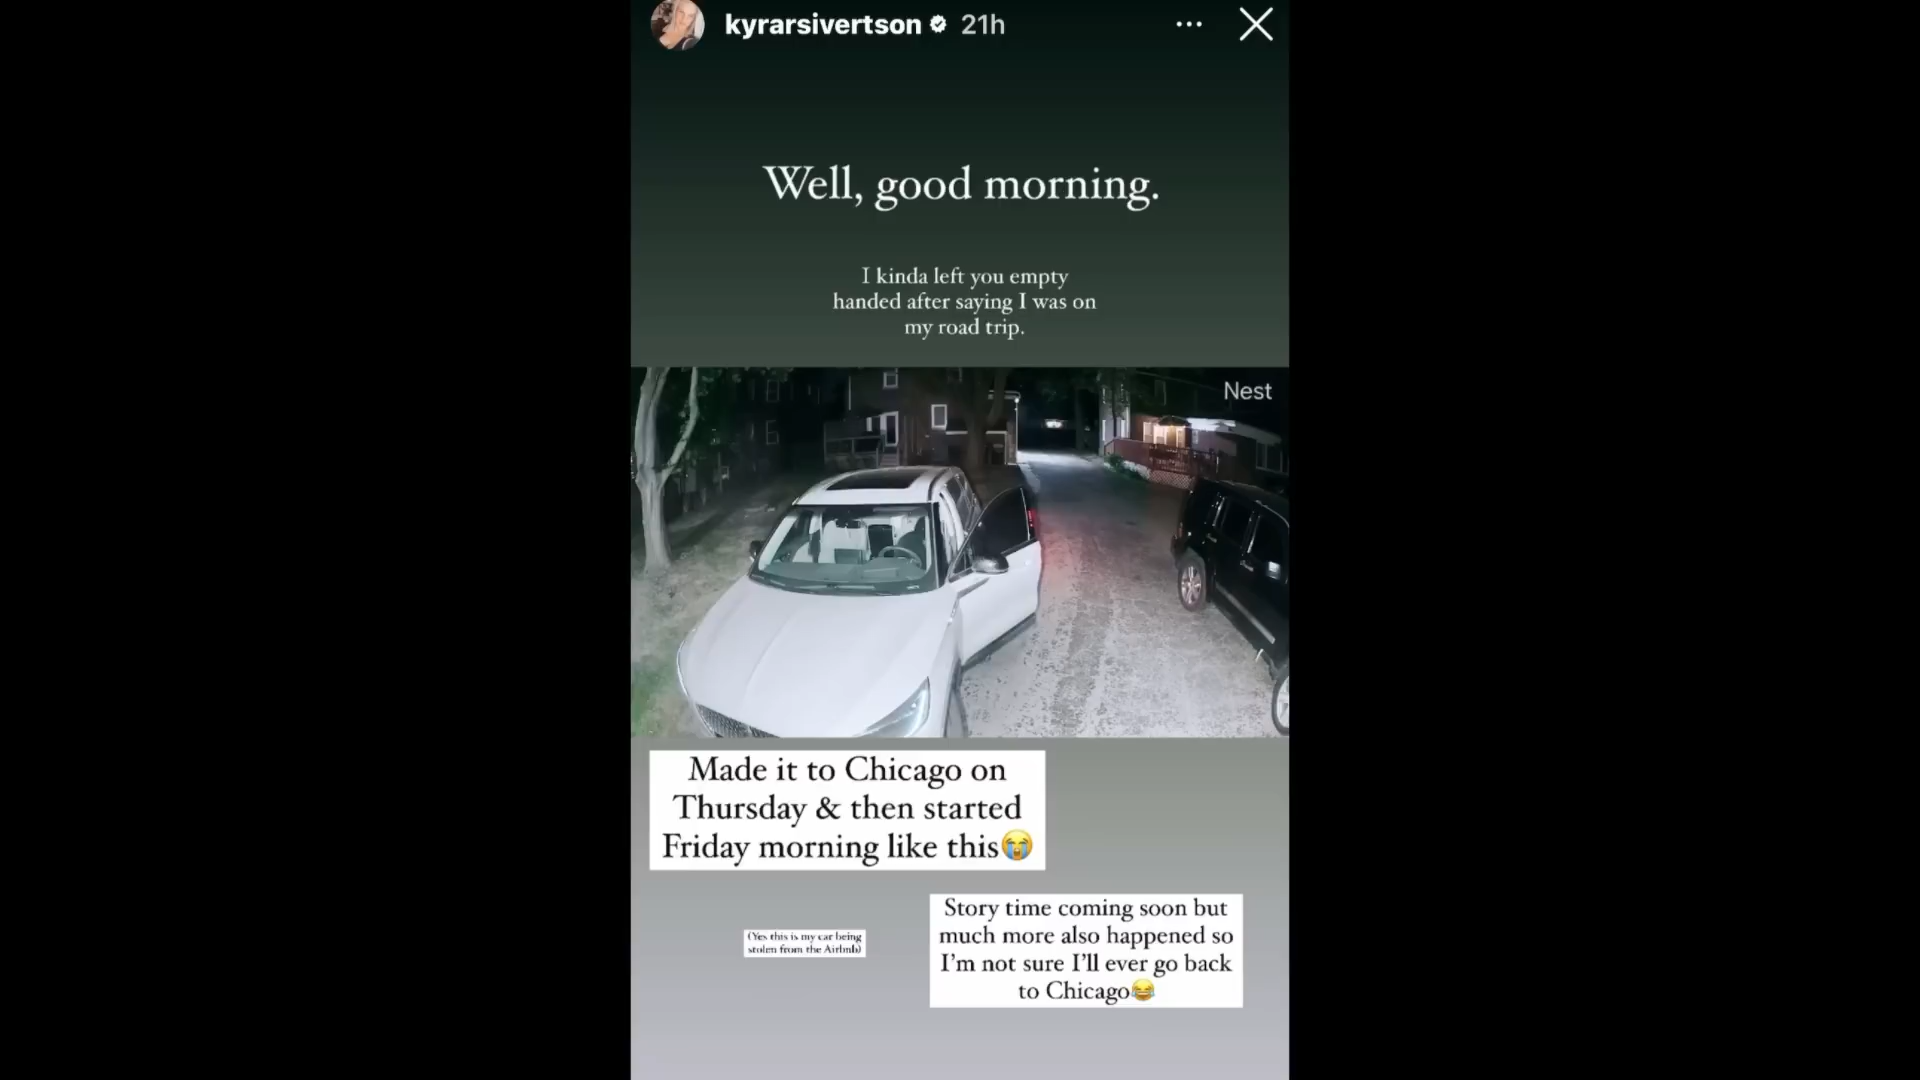 kyrarsivertson 21h
Well, good morning.
I kinda left you empty
handed after saying I was on
my road trip.
Nest
Made it to Chicago on
Thursday & then started
Friday morning like this😭
(Yes this is my car being
stolen from the Airbnb)
Story time coming soon but
much more also happened so
I'm not sure I'll ever go back
to Chicago😂